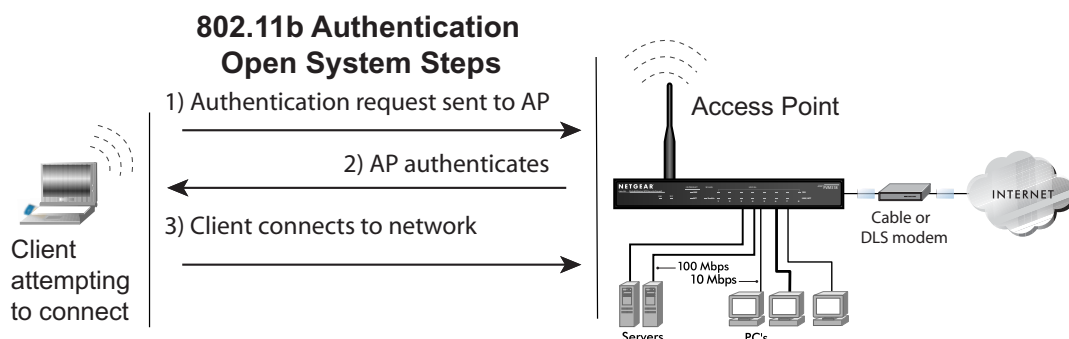 802.11b Authentication
Open System Steps
1) Authentication request sent to AP
2) AP authenticates
3) Client connects to network
Client
attempting
to connect
Access Point
NETGEAR
INTERNET
Cable or
DLS modem
100 Mbps
10 Mbps
Servers
PC's